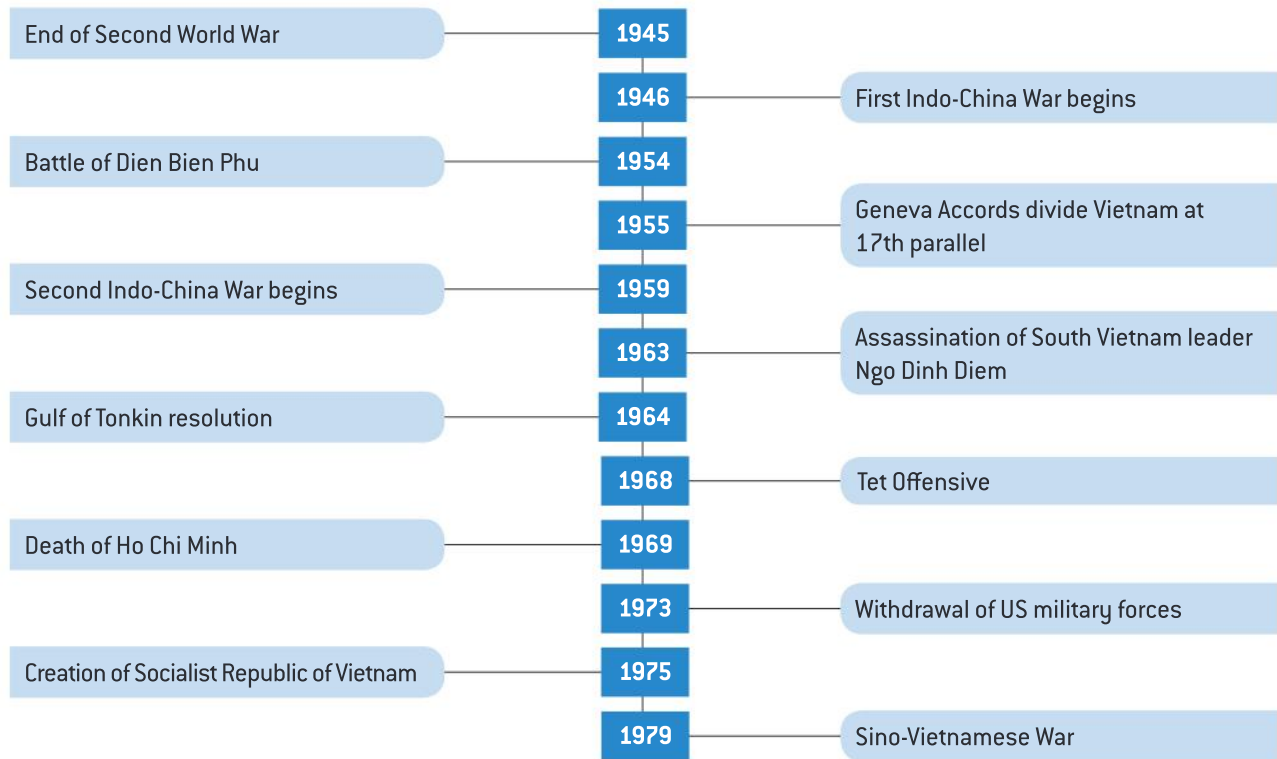 End of Second World War
1945
1946
First Indo-China War begins
Battle of Dien Bien Phu
1954
1955
Geneva Accords divide Vietnam at
17th parallel
Second Indo-China War begins
1959
1963
Assassination of South Vietnam leader
Ngo Dinh Diem
Gulf of Tonkin resolution
1964
1968
Tet Offensive
Death of Ho Chi Minh
1969
1973
Withdrawal of US military forces
Creation of Socialist Republic of Vietnam
1975
1979
Sino-Vietnamese War